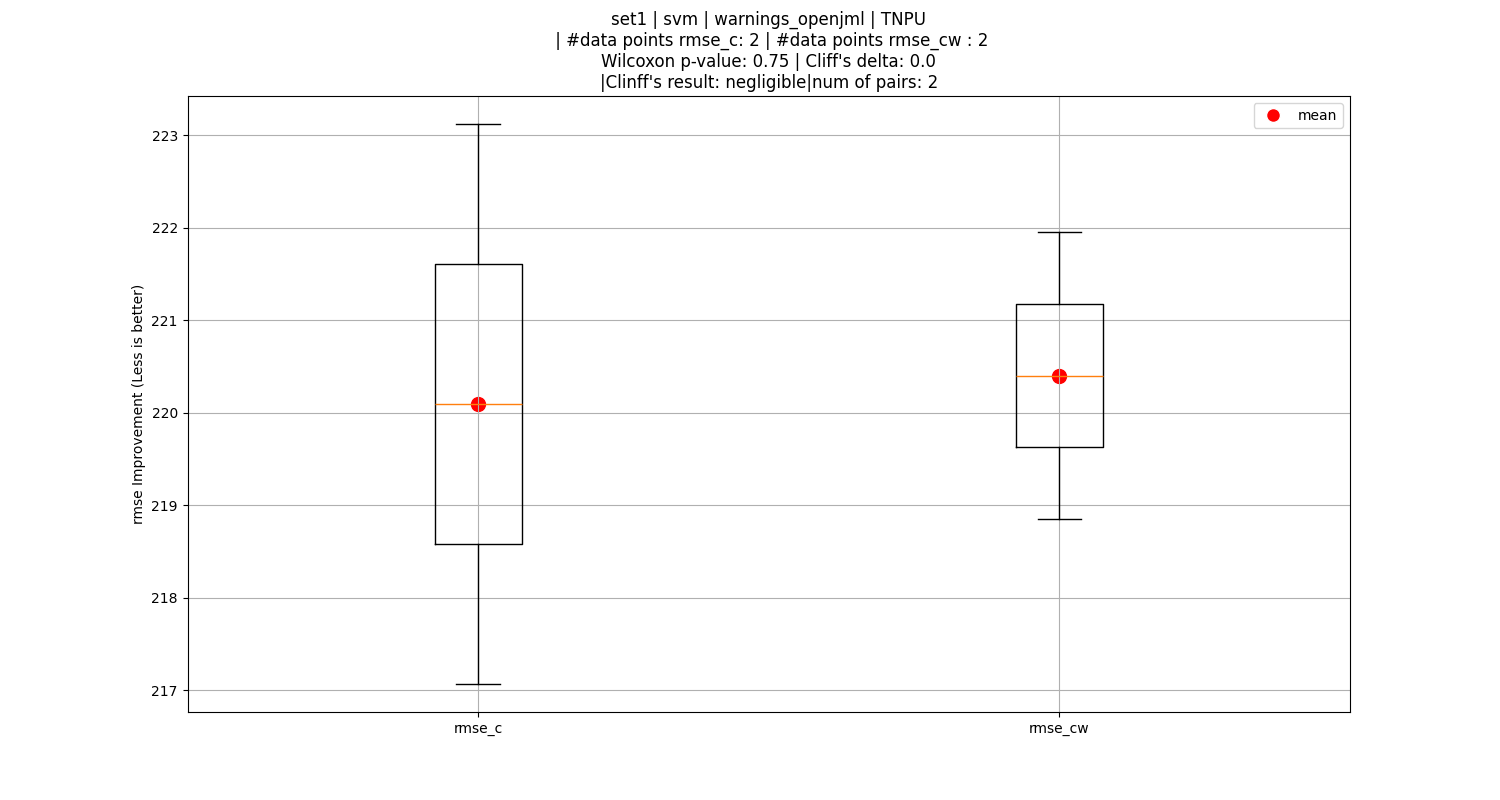 set1 | svm | warnings_openjml | TNPU
| #data points rmse_c: 2 | #data points rmse_cw : 2
Wilcoxon p-value: 0.75 | Cliff's delta: 0.0
|Clinff's result: negligible|num of pairs: 2
mean
223
222
221
220
219
218
217
rmse Improvement (Less is better)
rmse_c
rmse_cw